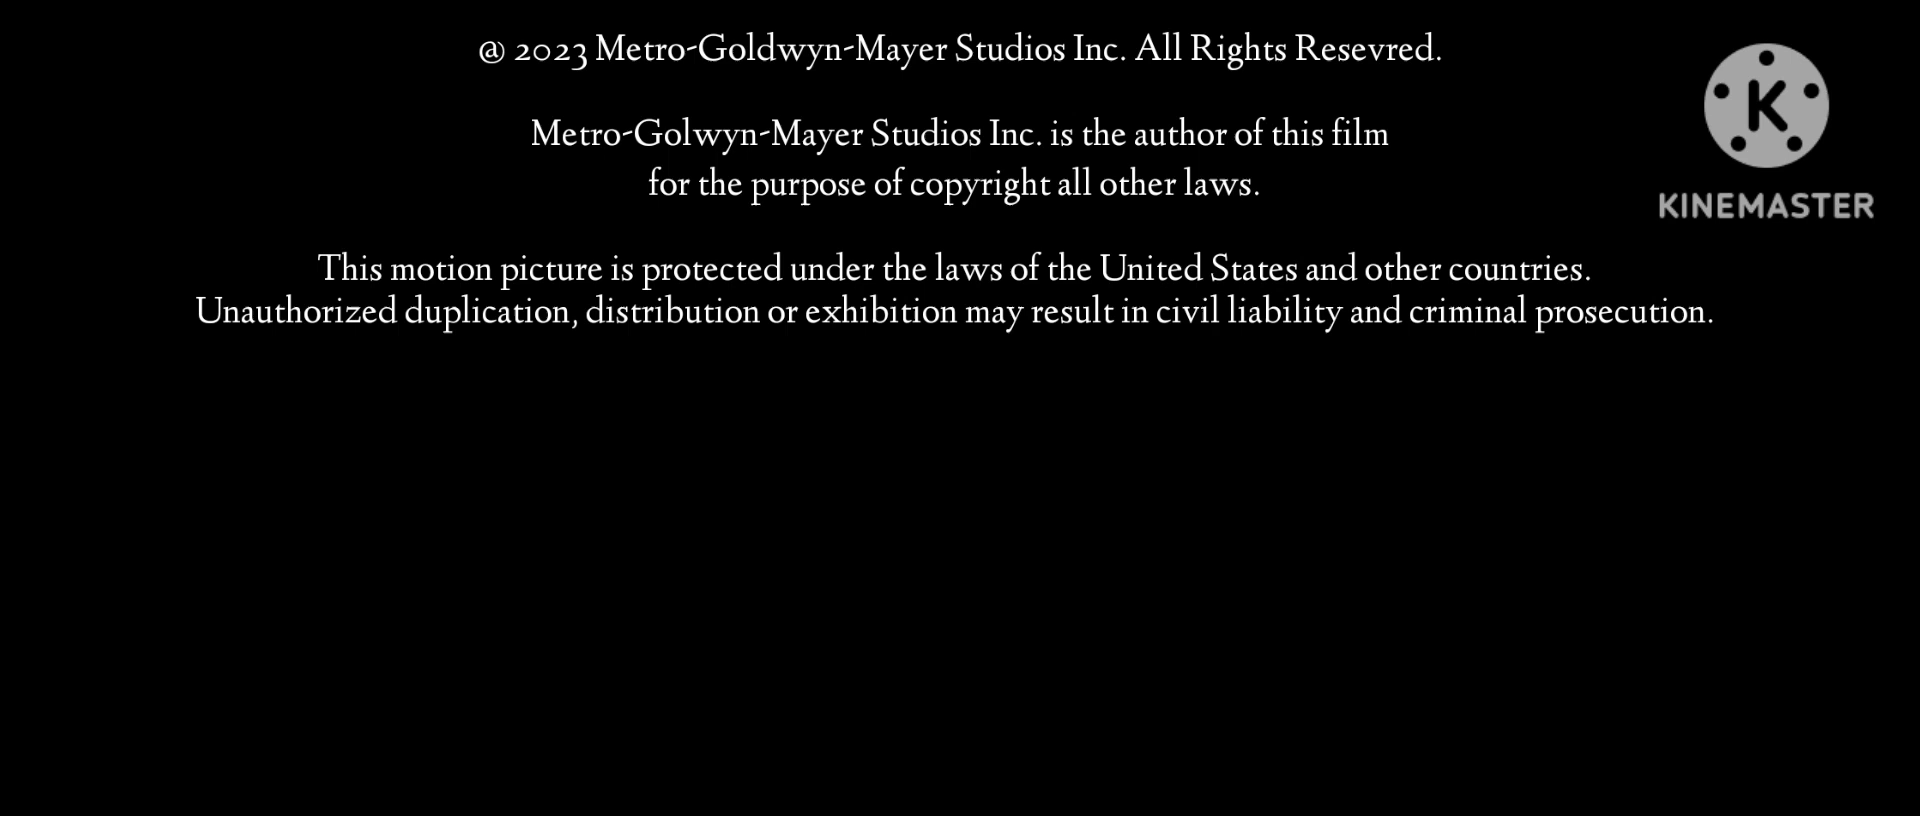 @ 2023 Metro-Goldwyn-Mayer Studios Inc. All Rights Resevred.
Metro-Golwyn-Mayer Studios Inc. is the author of this film
for the purpose of copyright all other laws.
This motion picture is protected under the laws of the United States and other countries.
Unauthorized duplication, distribution or exhibition may result in civil liability and criminal prosecution.
K
KINEMASTER